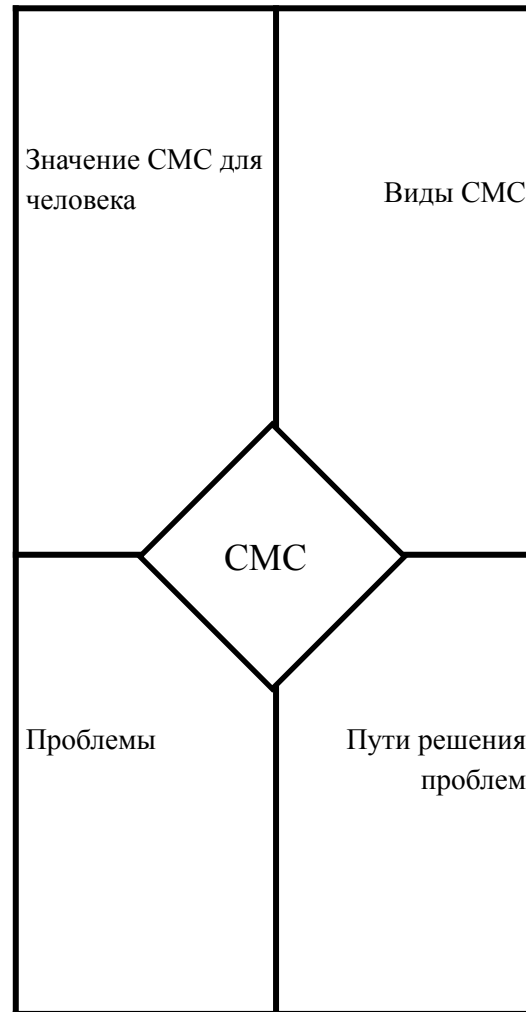 Значение СМС для
человека
Виды СМС
СМС
Проблемы
Пути решения
проблем